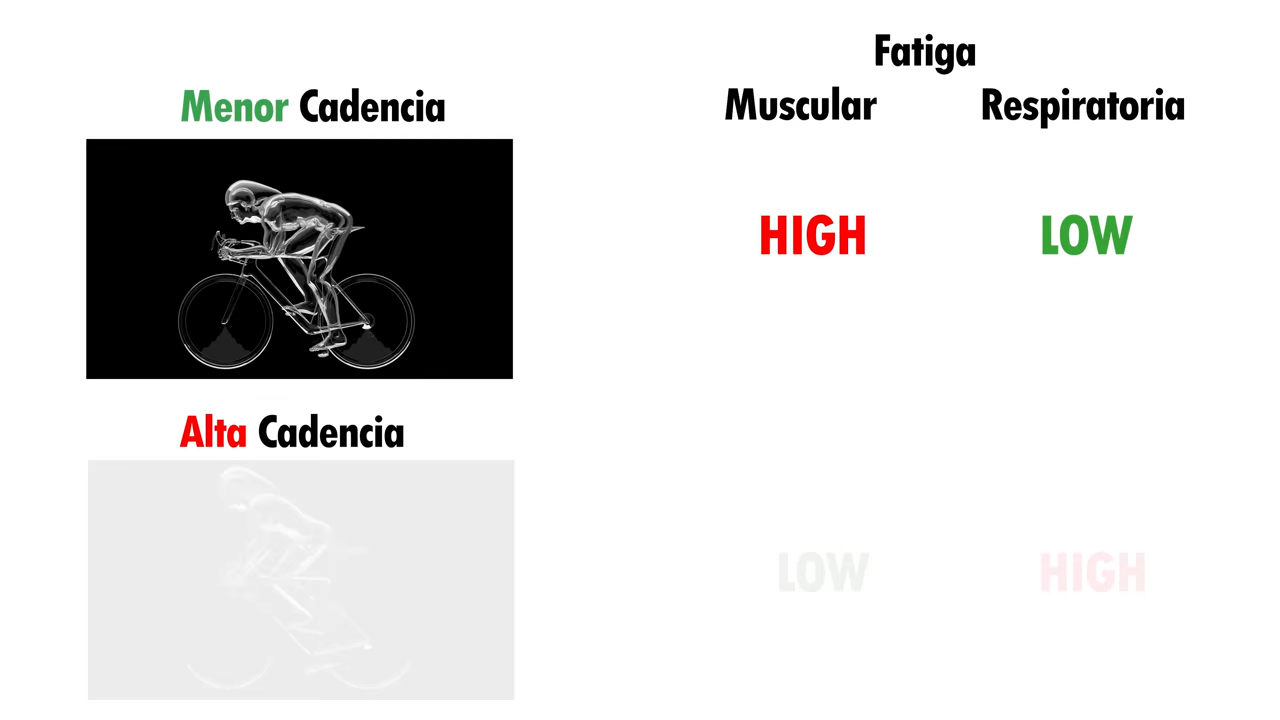 Fatiga
Muscular Respiratoria
Menor Cadencia
HIGH LOW
Alta Cadencia
LOW HIGH